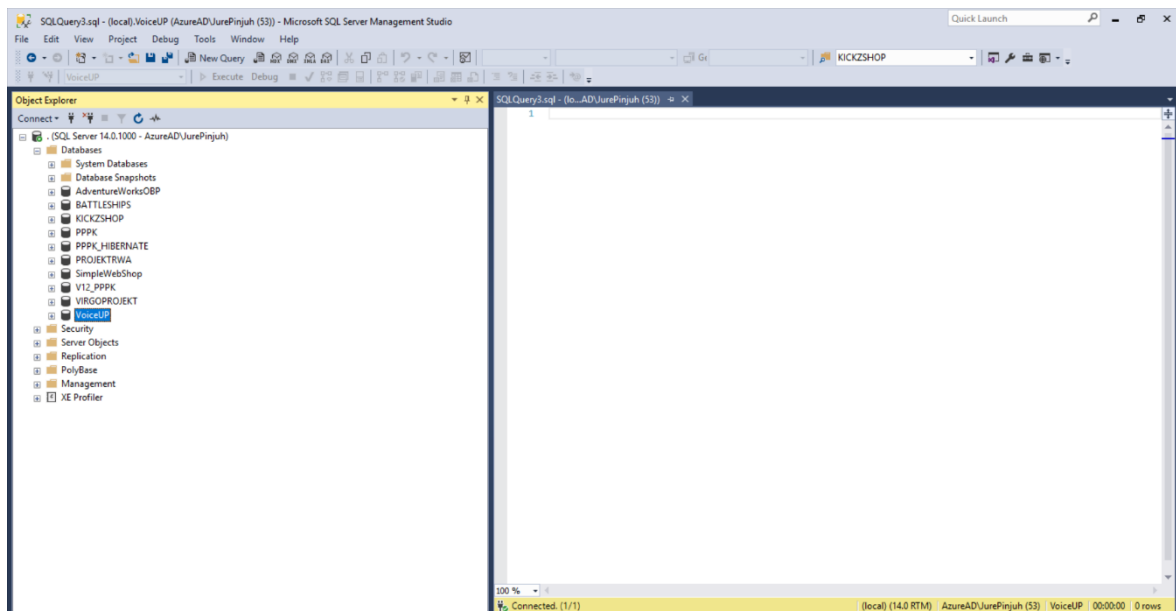 SQLQuery3.sql - (local).VoiceUP (AzureAD\JurePinjuh (53)) - Microsoft SQL Server Management Studio
Quick Launch
File Edit View Project Debug Tools Window Help
New Query
KICKZSHOP
VoiceUP
Execute Debug
Object Explorer
Connect
. (SQL Server 14.0.1000 - AzureAD\JurePinjuh)
Databases
System Databases
Database Snapshots
AdventureWorksOBP
BATTLESHIPS
KICKZSHOP
PPPK
PPPK_HIBERNATE
PROJEKTRWA
SimpleWebShop
V12_PPPK
VIRGOPROJEKT
VoiceUP
Security
Server Objects
Replication
PolyBase
Management
XE Profiler
SQLQuery3.sql - (lo...AD\JurePinjuh (53))
1
100 %
Connected. (1/1)
(local) (14.0 RTM) AzureAD\JurePinjuh (53) VoiceUP 00:00:00 0 rows